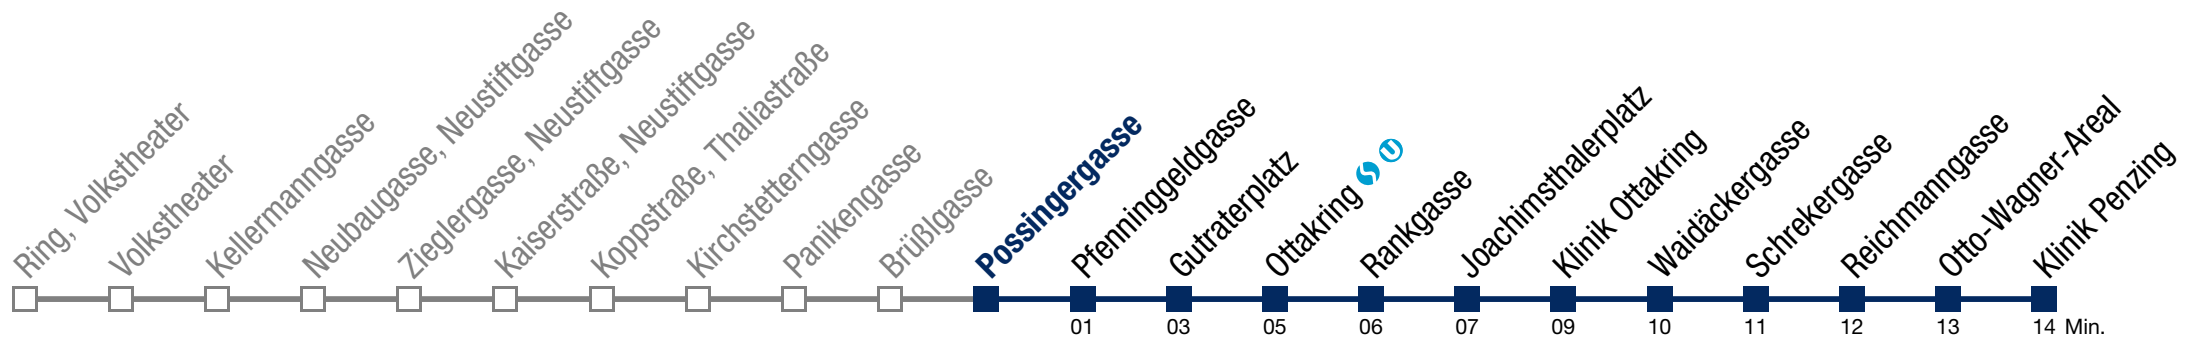 Ring, Volkstheater
Volkstheater
Kellermanngasse
Neubaugasse, Neustiftgasse
Zieglergasse, Neustiftgasse
Kaiserstraße, Neustiftgasse
Koppstraße, Thaliastraße
Kirchstetterngasse
Panikengasse
Brüßlgasse
Possingergasse
Pfenninggeldgasse
Gutraterplatz
Ottakring S U
Rankgasse
Joachimsthalerplatz
Klinik Ottakring
Waidäckergasse
Schrekergasse
Reichmanngasse
Otto-Wagner-Areal
Klinik Penzing
01 03 05 06 07 09 10 11 12 13 14 Min.